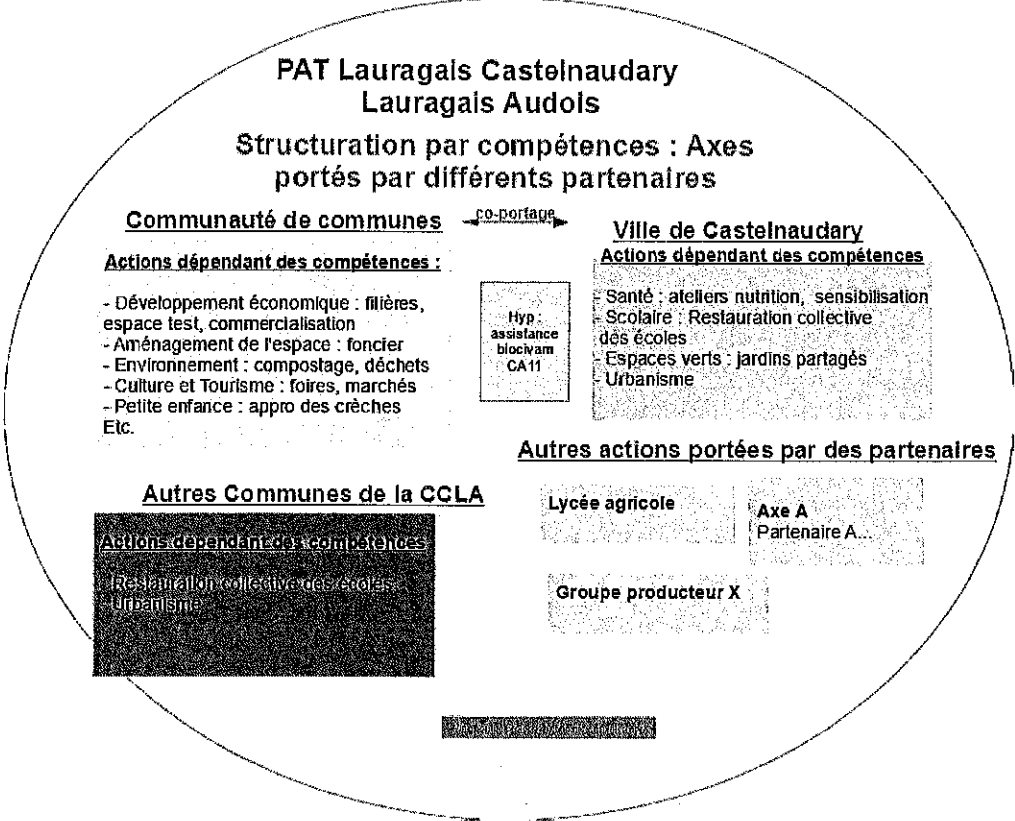 PAT Lauragais Castelnaudary
Lauragais Audois
Structuration par compétences : Axes
portés par différents partenaires
Communauté de communes
co-portage
Ville de Castelnaudary
Actions dépendant des compétences :
- Développement économique : filières,
espace test, commercialisation
- Aménagement de l'espace : foncier
- Environnement : compostage, déchets
- Culture et Tourisme : foires, marchés
- Petite enfance : appro des crèches
Etc.
Hyp :
assistance
biocivam
CA11
Actions dépendant des compétences
- Santé : ateliers nutrition, sensibilisation
- Scolaire : Restauration collective
des écoles
- Espaces verts : jardins partagés
- Urbanisme
Autres actions portées par des partenaires
Autres Communes de la CCLA
Actions dépendant des compétences
-Restauration collective des écoles
-Urbanisme
Lycée agricole
Axe A
Partenaire A...
Groupe producteur X